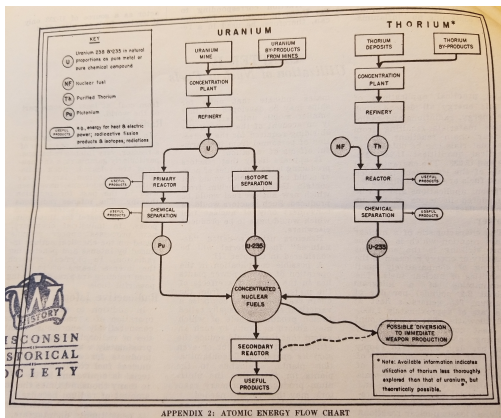 URANIUM
THORIUM*
KEY
Uranium 238 &235 in natural
proportions as pure metal or
pure chemical compound
U
NF
Nuclear fuel
Th
Purified Thorium
Pu
Plutonium
USEFUL
PRODUCTS
e.g., energy for heat & electric
power; radioactive fission
products & isotopes, radiations
URANIUM
MINE
URANIUM
BY-PRODUCTS
FROM MINES
CONCENTRATION
PLANT
REFINERY
U
PRIMARY
REACTOR
USEFUL
PRODUCTS
ISOTOPE
SEPARATION
CHEMICAL
SEPARATION
USEFUL
PRODUCTS
Pu
U-235
THORIUM
DEPOSITS
THORIUM
BY-PRODUCTS
CONCENTRATION
PLANT
REFINERY
NF
Th
REACTOR
USEFUL
PRODUCTS
CHEMICAL
SEPARATION
USEFUL
PRODUCTS
U-233
CONCENTRATED
NUCLEAR
FUELS
POSSIBLE DIVERSION
TO IMMEDIATE
WEAPON PRODUCTION
SECONDARY
REACTOR
USEFUL
PRODUCTS
*Note: Available information indicates
utilization of thorium less thoroughly
explored than that of uranium, but
theoretically possible.
W
HISTORY
ISCONSIN
STORICAL
OCIETY
APPENDIX 2: ATOMIC ENERGY FLOW CHART